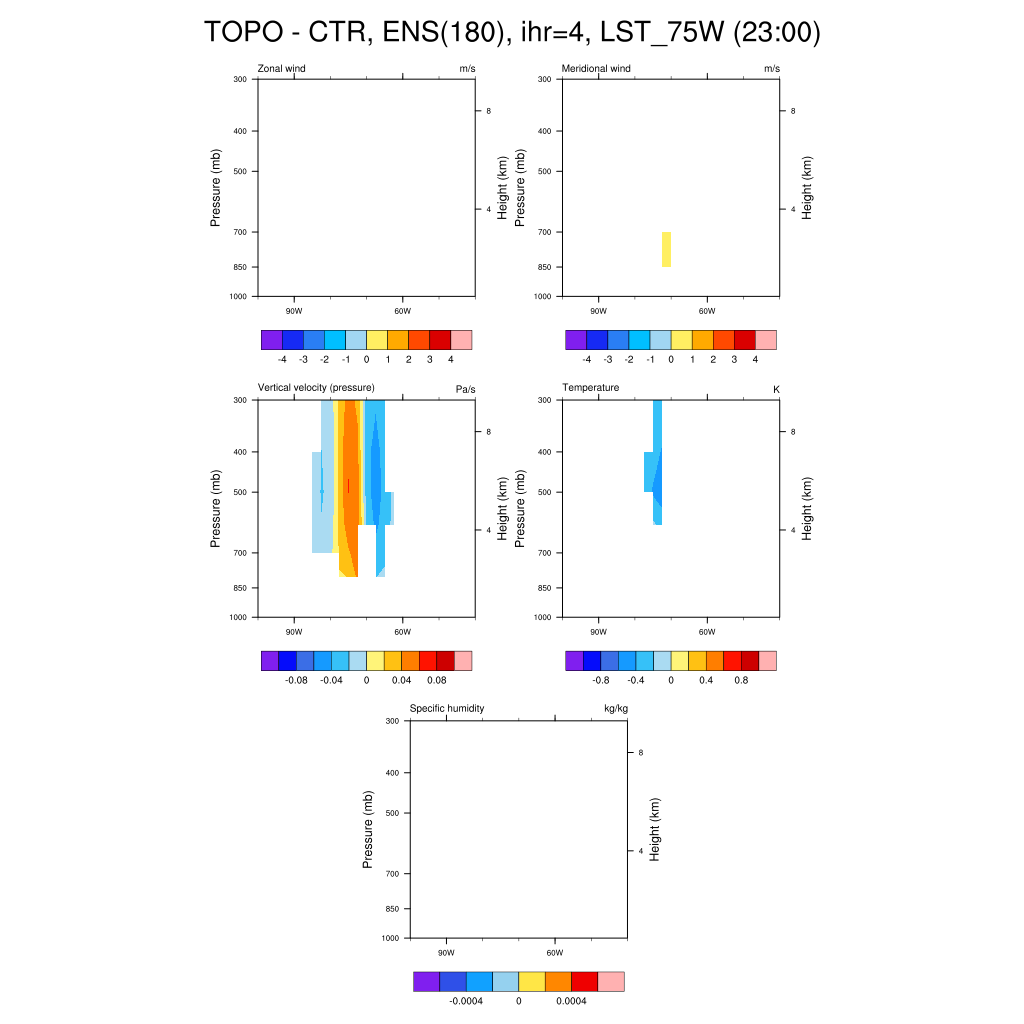 TOPO - CTR, ENS(180), ihr=4, LST_75W (23:00)
Zonal wind m/s
300
400
500
700
850
1000
Pressure (mb)
8
4
Height (km)
90W 60W
-4 -3 -2 -1 0 1 2 3 4
Meridional wind m/s
300
400
500
700
850
1000
Pressure (mb)
8
4
Height (km)
90W 60W
-4 -3 -2 -1 0 1 2 3 4
Vertical velocity (pressure) Pa/s
300
400
500
700
850
1000
Pressure (mb)
8
4
Height (km)
90W 60W
-0.08 -0.04 0 0.04 0.08
Temperature K
300
400
500
700
850
1000
Pressure (mb)
8
4
Height (km)
90W 60W
-0.8 -0.4 0 0.4 0.8
Specific humidity kg/kg
300
400
500
700
850
1000
Pressure (mb)
8
4
Height (km)
90W 60W
-0.0004 0 0.0004